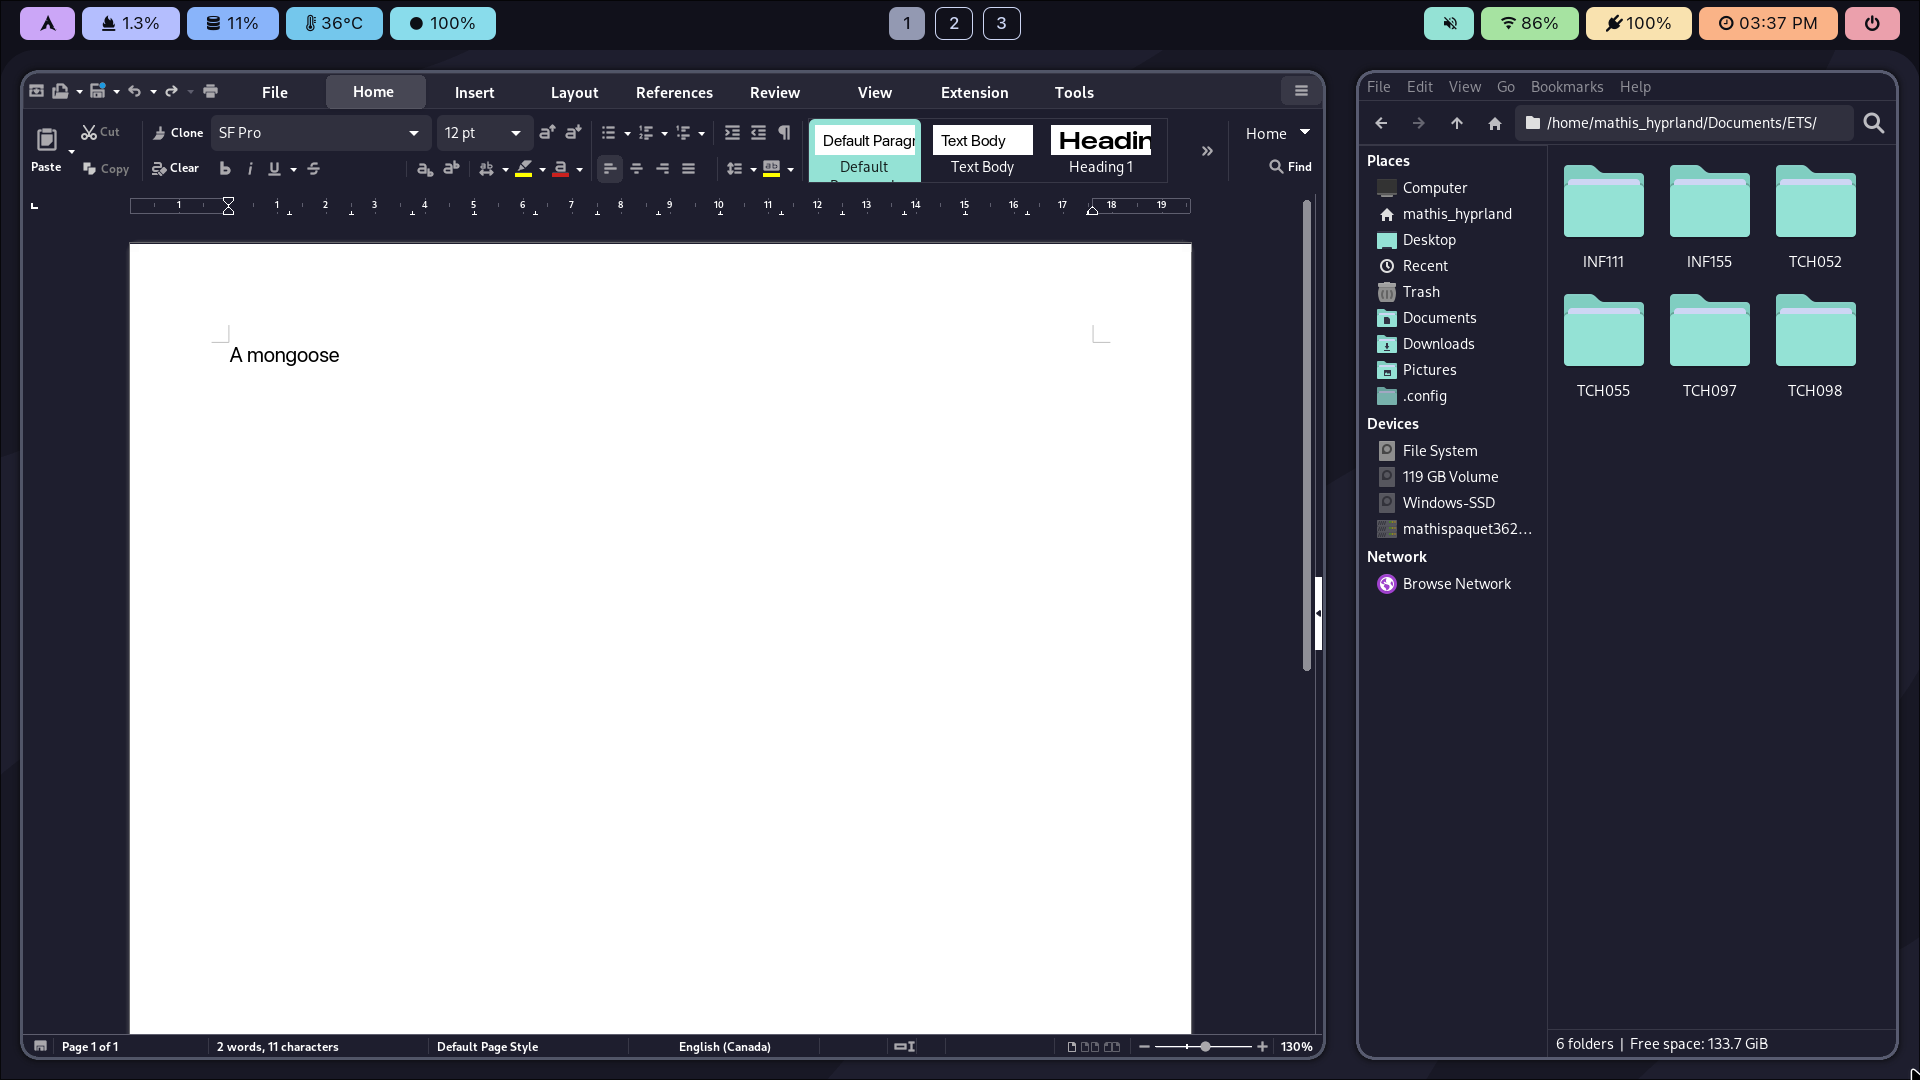 1.3% 11% 36°C 100% 1 2 3 86% 100% 03:37 PM
File Home Insert Layout References Review View Extension Tools
Paste Cut Copy Clone Clear SF Pro 12 pt
Default Paragr Text Body Headin
Default Text Body Heading 1
Home
Find
1 1 2 3 4 5 6 7 8 9 10 11 12 13 14 15 16 17 18 19
A mongoose
Page 1 of 1 2 words, 11 characters Default Page Style English (Canada) 130%
File Edit View Go Bookmarks Help
/home/mathis_hyprland/Documents/ETS/
Places
Computer
mathis_hyprland
Desktop
Recent
Trash
Documents
Downloads
Pictures
.config
Devices
File System
119 GB Volume
Windows-SSD
mathispaquet362...
Network
Browse Network
INF111 INF155 TCH052
TCH055 TCH097 TCH098
6 folders | Free space: 133.7 GiB